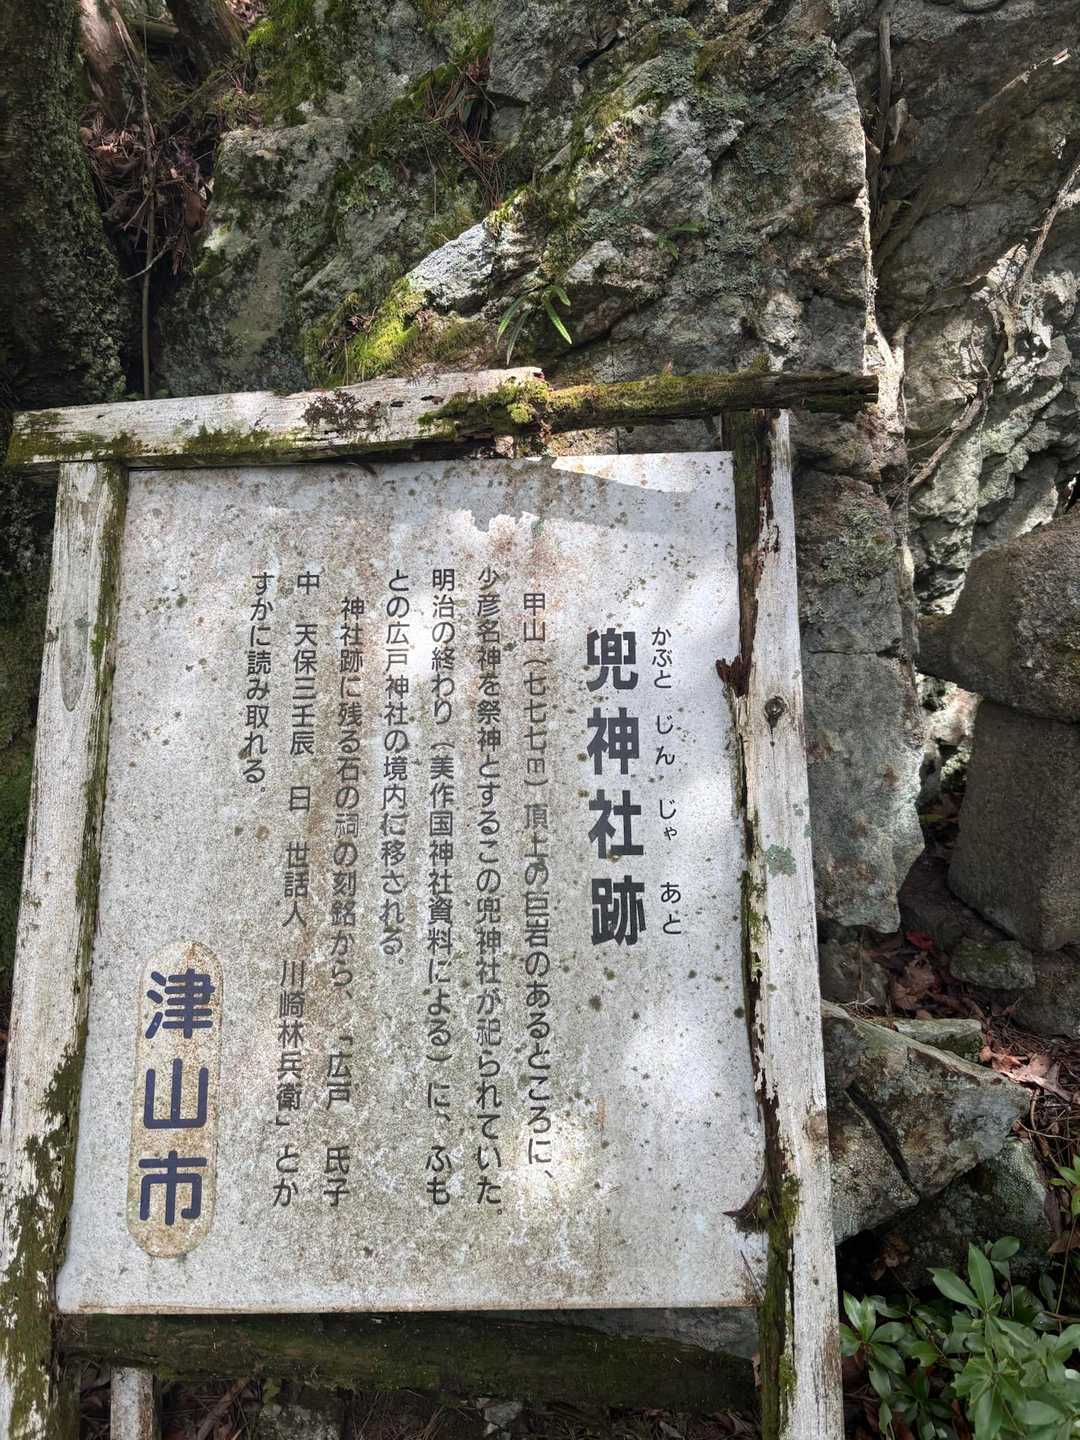 兜神社跡
かぶと じん じゃ あと
甲山（七七七ｍ）頂上の巨岩のあるところに、
少彦名神を祭神とするこの兜神社が祀られていた。
明治の終わり（美作国神社資料による）に、ふも
との広戸神社の境内に移される。
神社跡に残る石の祠の刻銘から、「広戸 氏子
中 天保三壬辰 日 世話人 川崎林兵衛」とか
すかに読み取れる。
津山市